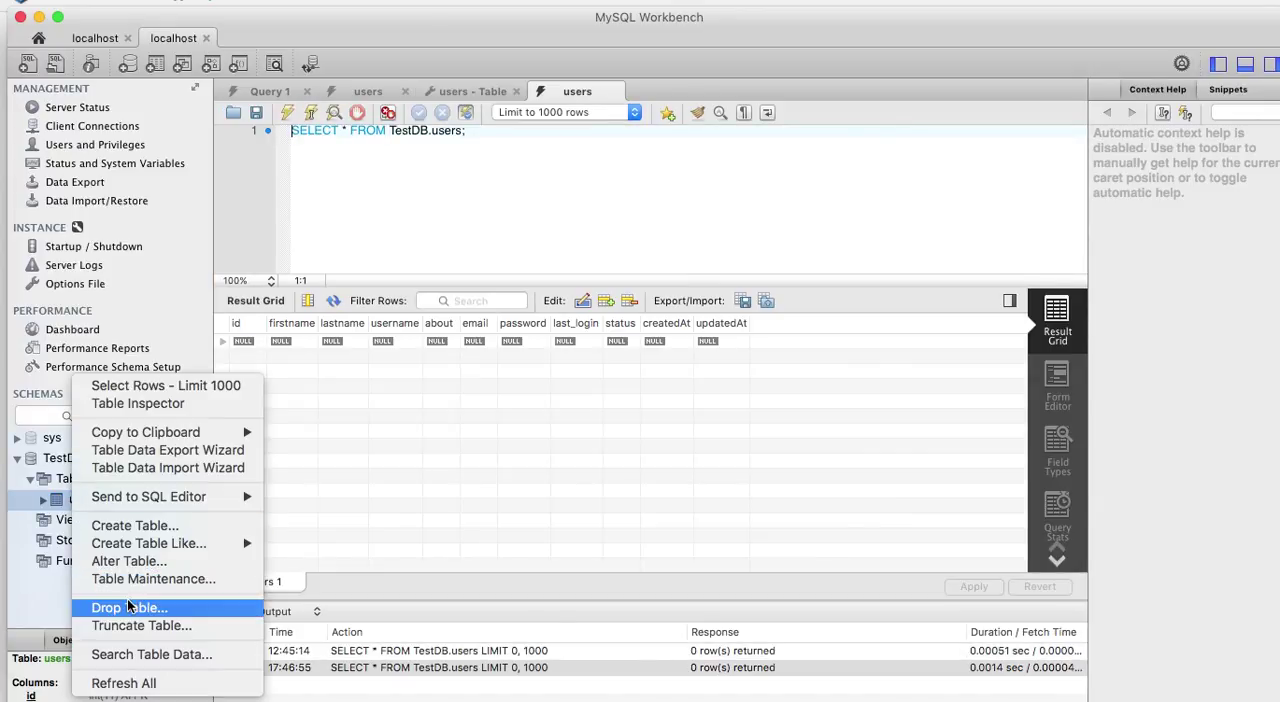 MySQL Workbench
localhost
localhost
MANAGEMENT
Server Status
Client Connections
Users and Privileges
Status and System Variables
Data Export
Data Import/Restore
INSTANCE
Startup / Shutdown
Server Logs
Options File
PERFORMANCE
Dashboard
Performance Reports
Performance Schema Setup
SCHEMAS
sys
TestD
Tab
Vie
Sto
Fu
Obje
Table: users
Columns:
id
Select Rows - Limit 1000
Table Inspector
Copy to Clipboard
Table Data Export Wizard
Table Data Import Wizard
Send to SQL Editor
Create Table...
Create Table Like...
Alter Table...
Table Maintenance...
Drop Table...
Truncate Table...
Search Table Data...
Refresh All
Query 1
users
users - Table
users
Limit to 1000 rows
1 SELECT * FROM TestDB.users;
100% 1:1
Result Grid Filter Rows: Search Edit: Export/Import:
id firstname lastname username about email password last_login status createdAt updatedAt
NULL NULL NULL NULL NULL NULL NULL NULL NULL NULL NULL
Result Grid
Form Editor
Field Types
Query Stats
ers 1 Apply Revert
utput
Time Action Response Duration / Fetch Time
12:45:14 SELECT * FROM TestDB.users LIMIT 0, 1000 0 row(s) returned 0.00051 sec / 0.000...
17:46:55 SELECT * FROM TestDB.users LIMIT 0, 1000 0 row(s) returned 0.0014 sec / 0.00004...
Context Help Snippets
Automatic context help is
disabled. Use the toolbar to
manually get help for the curren
caret position or to toggle
automatic help.